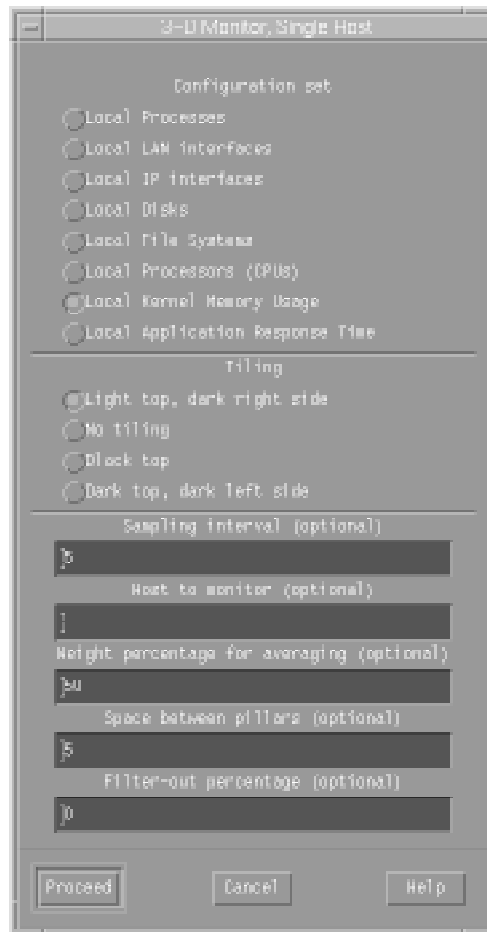 3-D Monitor, Single Host
Configuration set
Local Processes
Local LAN interfaces
Local IP interfaces
Local Disks
Local File Systems
Local Processors (CPUs)
Local Kernel Memory Usage
Local Application Response Time
Tiling
Light top, dark right side
No tiling
Black top
Dark top, dark left side
Sampling interval (optional)
5
Host to monitor (optional)
Weight percentage for averaging (optional)
50
Space between pillars (optional)
5
Filter-out percentage (optional)
0
Proceed
Cancel
Help